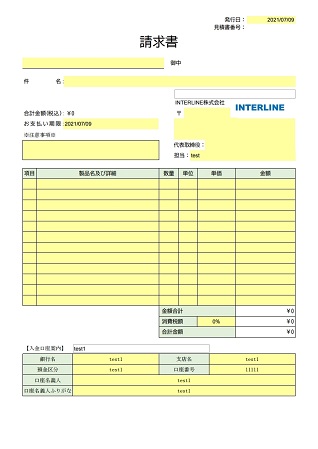 発行日： 2021/07/09
見積書番号：
請求書
御中
件 名：
INTERLINE株式会社 INTERLINE
合計金額(税込)： ¥0 〒
お支払い期限 2021/07/09
※注意事項※
代表取締役：
担当： test
項目 製品名及び詳細 数量 単位 単価 金額
金額合計 ¥0
消費税額 0% ¥0
合計金額 ¥0
【入金口座案内】 test1
銀行名 test1 支店名 test1
預金区分 test1 口座番号 11111
口座名義人 test1
口座名義人ふりがな test1